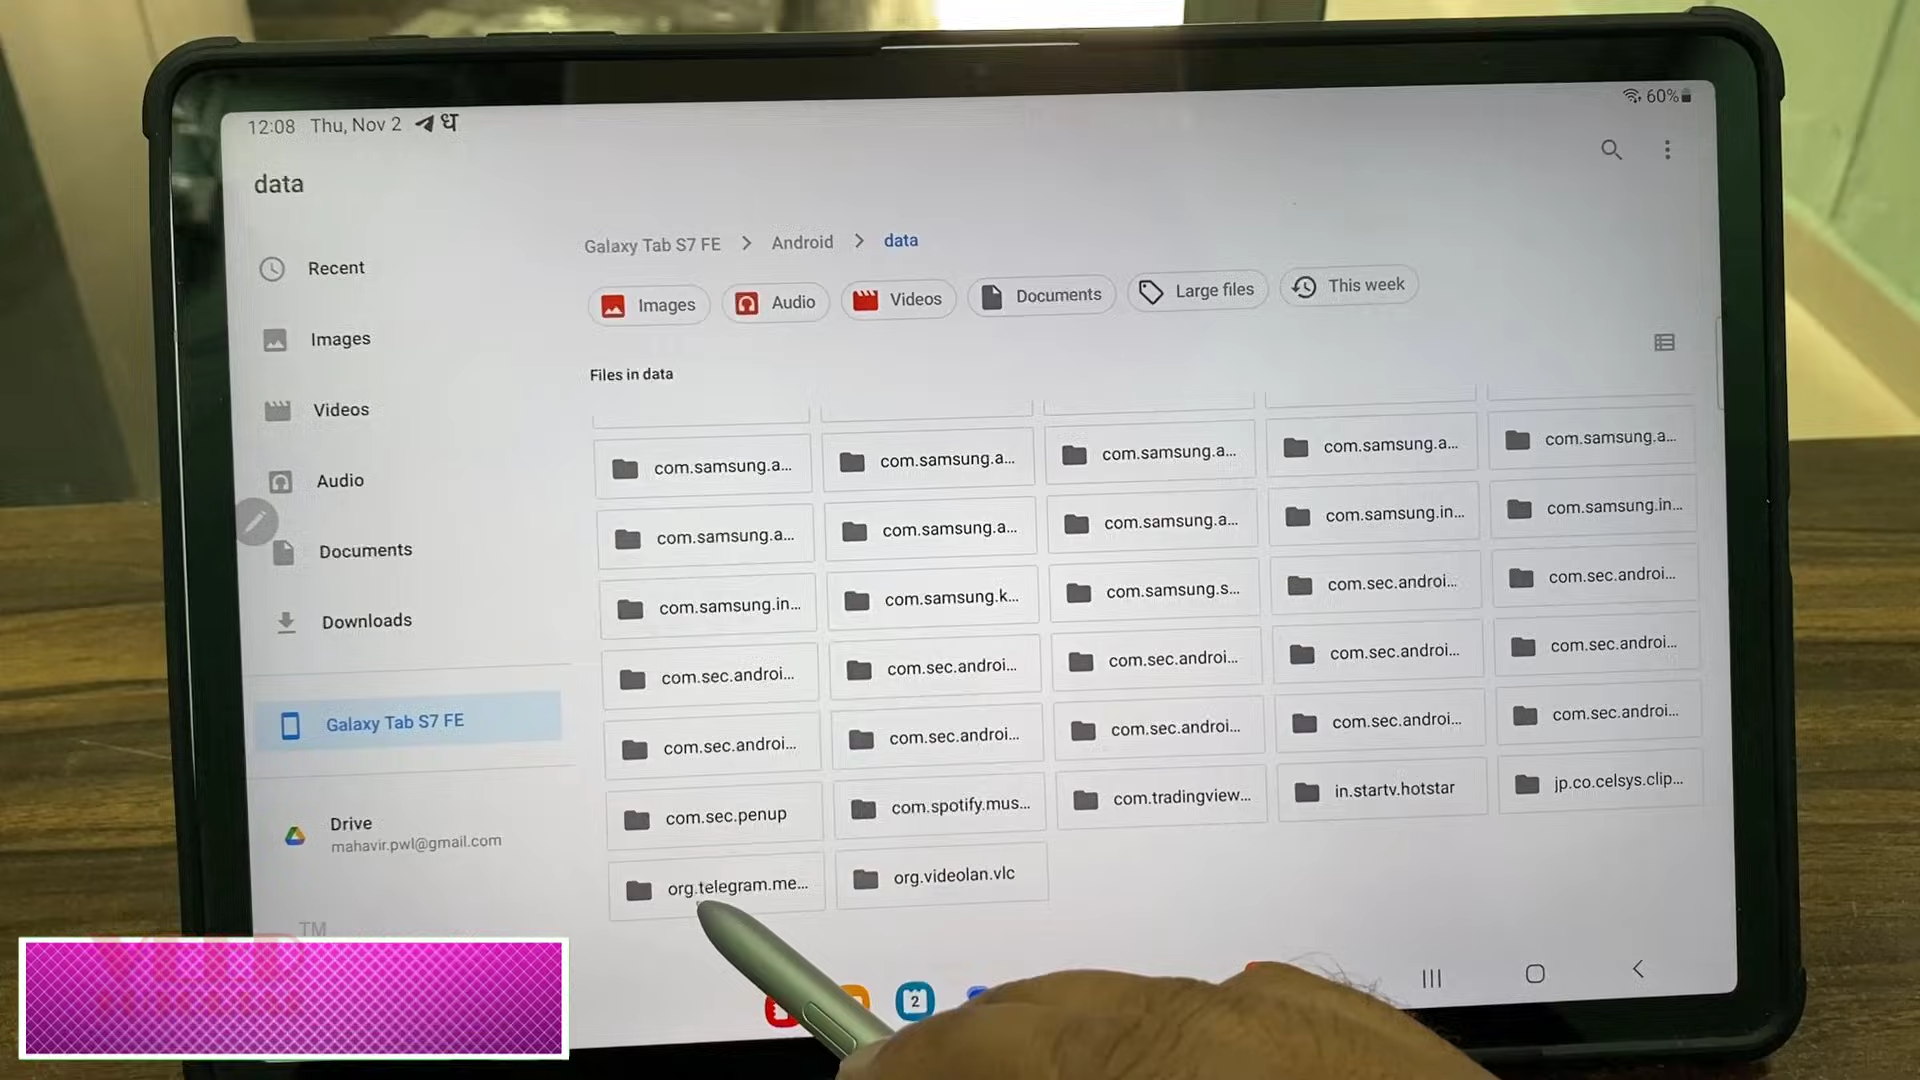 12:08 Thu, Nov 2 ध
60%
data
Recent
Images
Videos
Audio
Documents
Downloads
Galaxy Tab S7 FE
Drive
mahavir.pwl@gmail.com
TM
Galaxy Tab S7 FE > Android > data
Images Audio Videos Documents Large files This week
Files in data
com.samsung.a... com.samsung.a... com.samsung.a... com.samsung.a... com.samsung.a...
com.samsung.a... com.samsung.a... com.samsung.a... com.samsung.in... com.samsung.in...
com.samsung.in... com.samsung.k... com.samsung.s... com.sec.androi... com.sec.androi...
com.sec.androi... com.sec.androi... com.sec.androi... com.sec.androi... com.sec.androi...
com.sec.androi... com.sec.androi... com.sec.androi... com.sec.androi... com.sec.androi...
com.sec.penup com.spotify.mus... com.tradingview... in.startv.hotstar jp.co.celsys.clip...
org.telegram.me... org.videolan.vlc
2